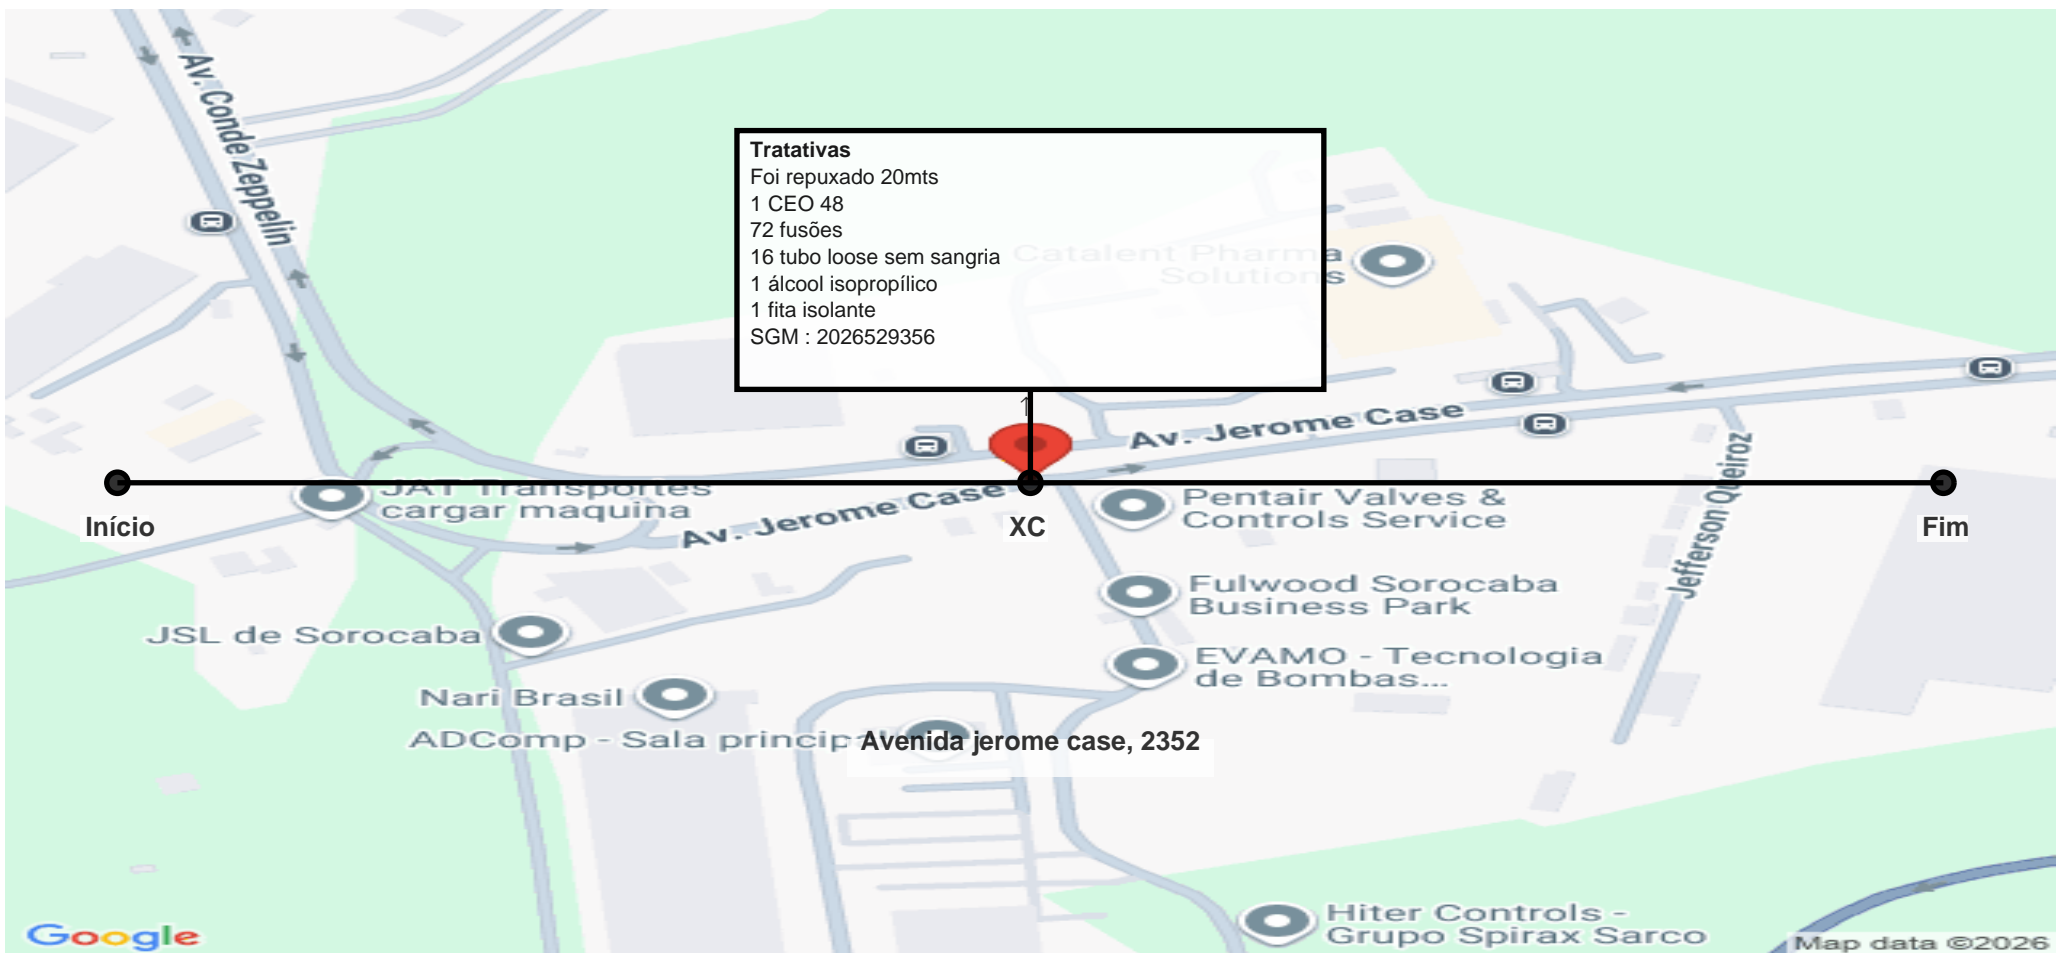 Av. Conde Zeppelin
Tratativas
Foi repuxado 20mts
1 CEO 48
72 fusões
16 tubo loose sem sangria
1 álcool isopropílico
1 fita isolante
SGM : 2026529356
Catalent Pharma
Solutions
Av. Jerome Case
JAT Transportes
cargar maquina
Av. Jerome Case
Início
XC
Fim
Pentair Valves &
Controls Service
Jefferson Queiroz
Fulwood Sorocaba
Business Park
JSL de Sorocaba
EVAMO - Tecnologia
de Bombas...
Nari Brasil
ADComp - Sala principal
Avenida jerome case, 2352
Hiter Controls -
Grupo Spirax Sarco
Google
Map data ©2026